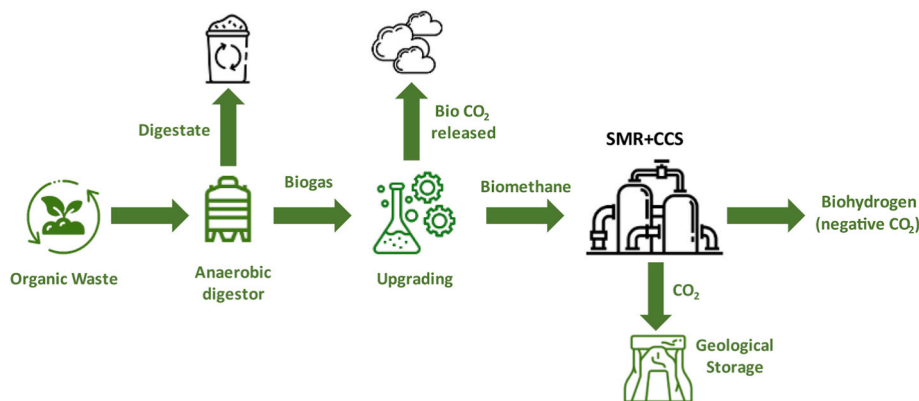 Digestate
Bio CO₂
released
SMR+CCS
Biogas
Biomethane
Biohydrogen
(negative CO₂)
Organic Waste
Anaerobic
digestor
Upgrading
CO₂
Geological
Storage